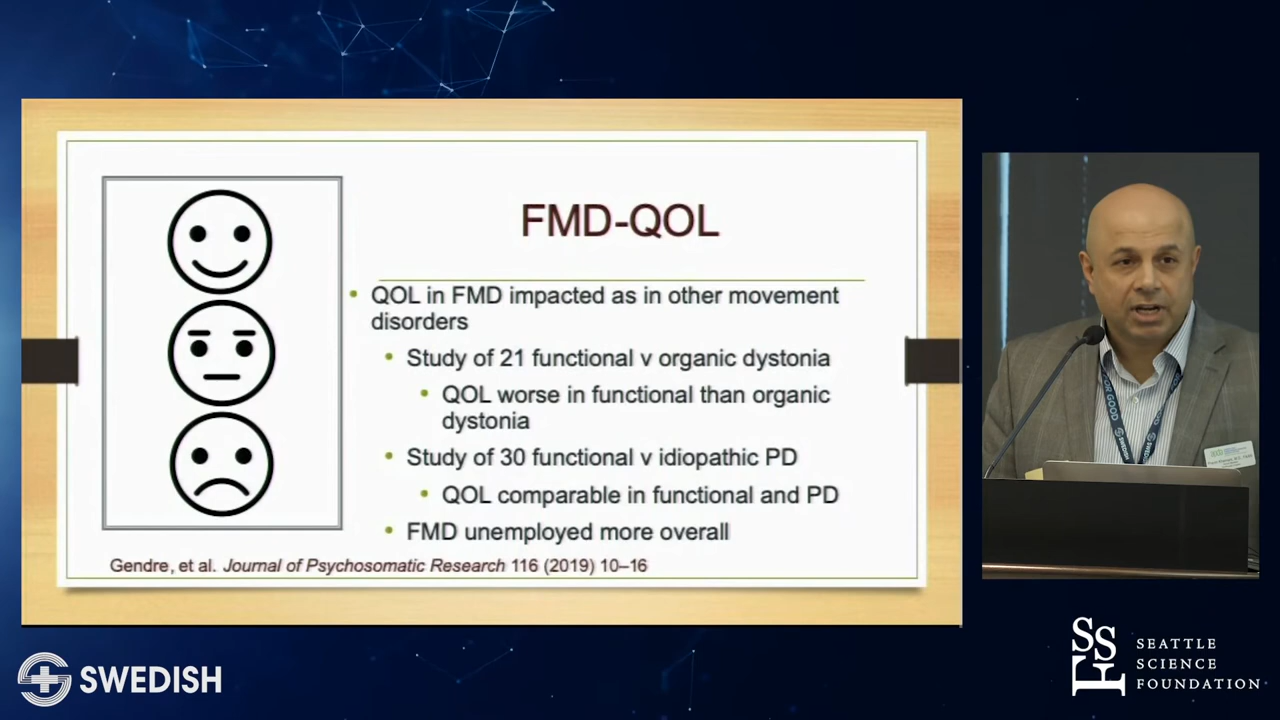 FMD-QOL
• QOL in FMD impacted as in other movement
disorders
• Study of 21 functional v organic dystonia
• QOL worse in functional than organic
dystonia
• Study of 30 functional v idiopathic PD
• QOL comparable in functional and PD
• FMD unemployed more overall
Gendre, et al. Journal of Psychosomatic Research 116 (2019) 10–16
SWEDISH
SSF
SEATTLE
SCIENCE
FOUNDATION